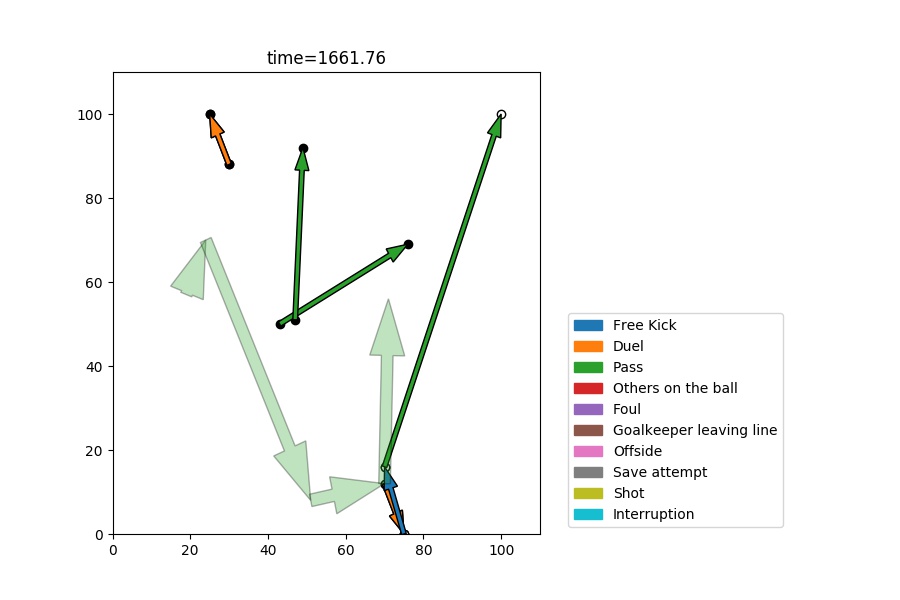 time=1661.76
100
80
60
40
20
0
0 20 40 60 80 100
Free Kick
Duel
Pass
Others on the ball
Foul
Goalkeeper leaving line
Offside
Save attempt
Shot
Interruption